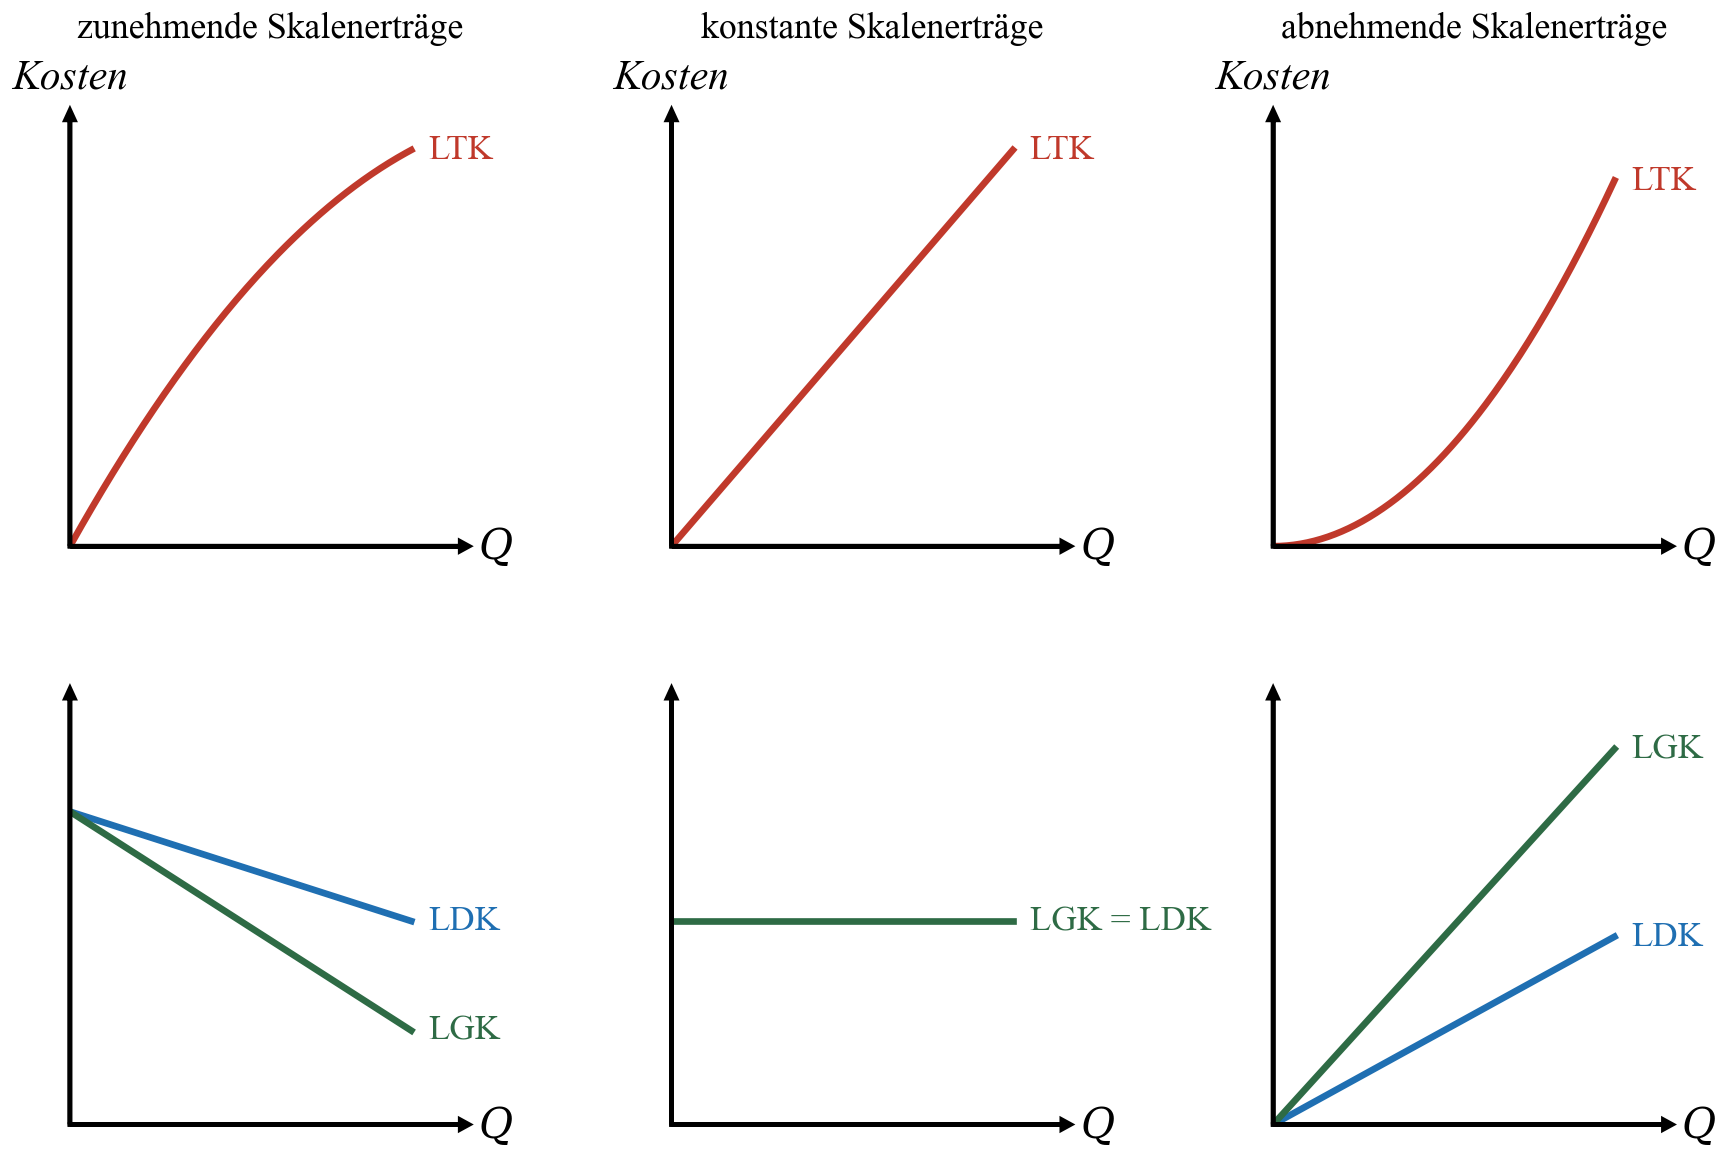 zunehmende Skalenerträge
konstante Skalenerträge
abnehmende Skalenerträge
Kosten
Kosten
Kosten
LTK
LTK
LTK
Q
Q
Q
LDK
LGK
LGK = LDK
LGK
LDK
Q
Q
Q